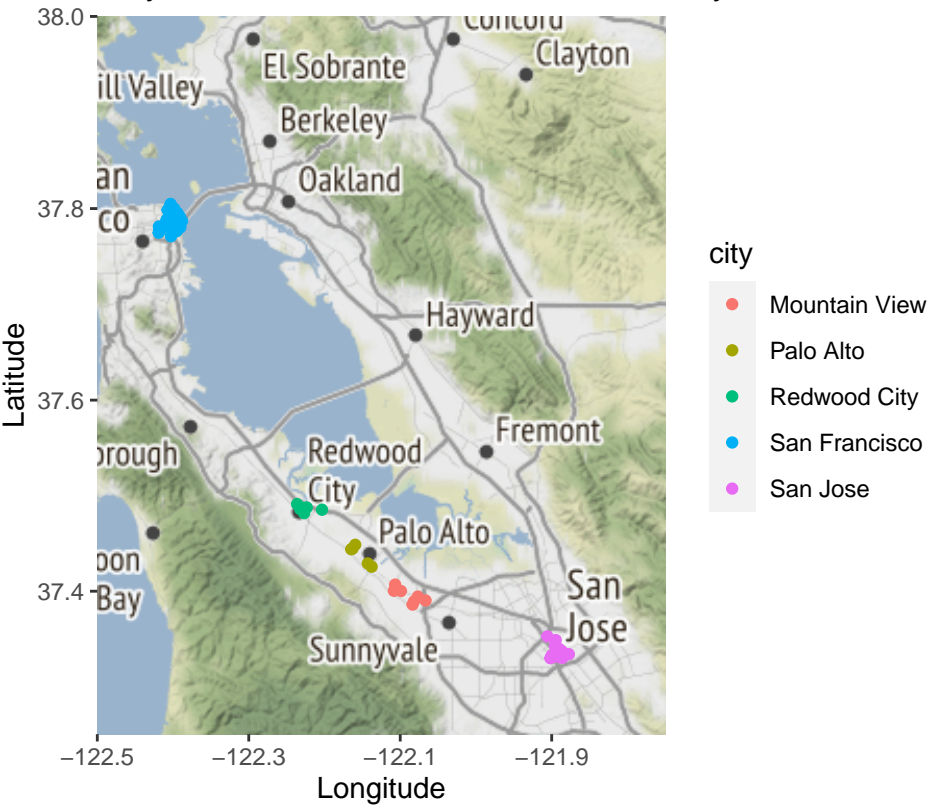 38.0
Concord
Clayton
El Sobrante
ill Valley
Berkeley
an
Oakland
37.8
co
city
Hayward
Mountain View
Palo Alto
Latitude
Redwood City
37.6
San Francisco
Fremont
Redwood
orough
San Jose
City
Palo Alto
oon
37.4
San
Bay
Jose
Sunnyvale
−122.5
−122.3
−122.1
−121.9
Longitude